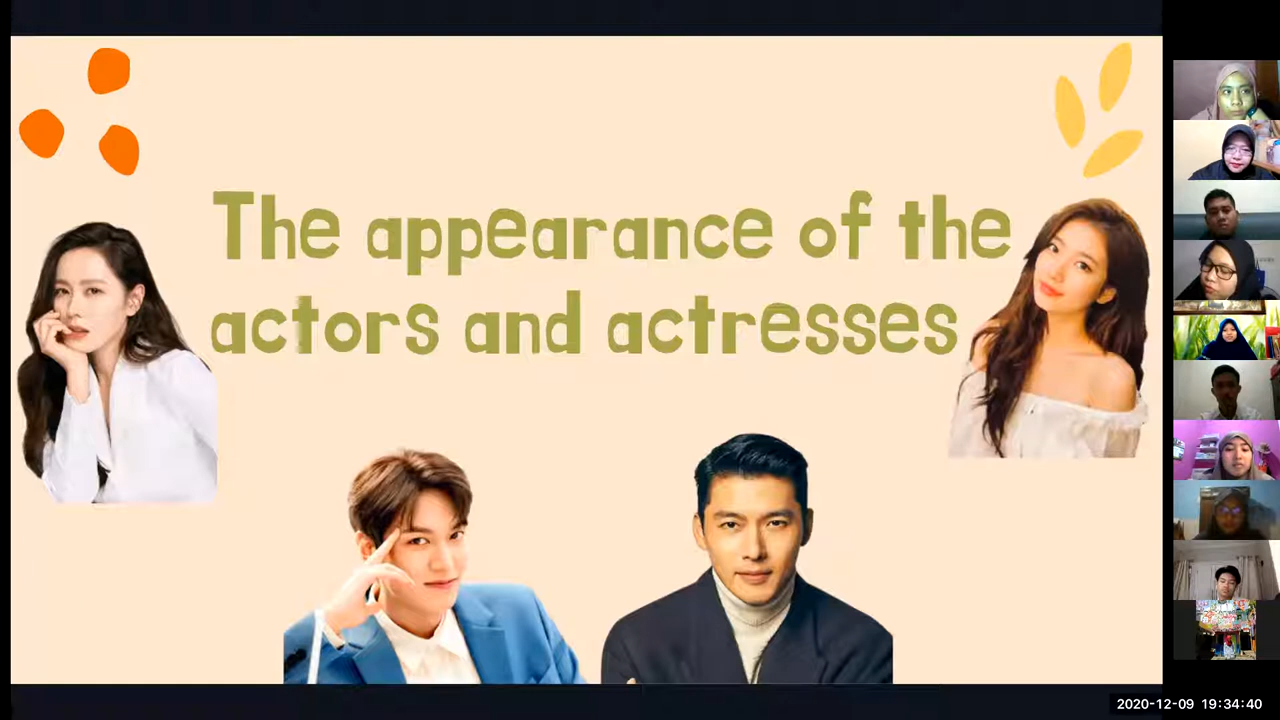 The appearance of the
actors and actresses
2020-12-09 19:34:40